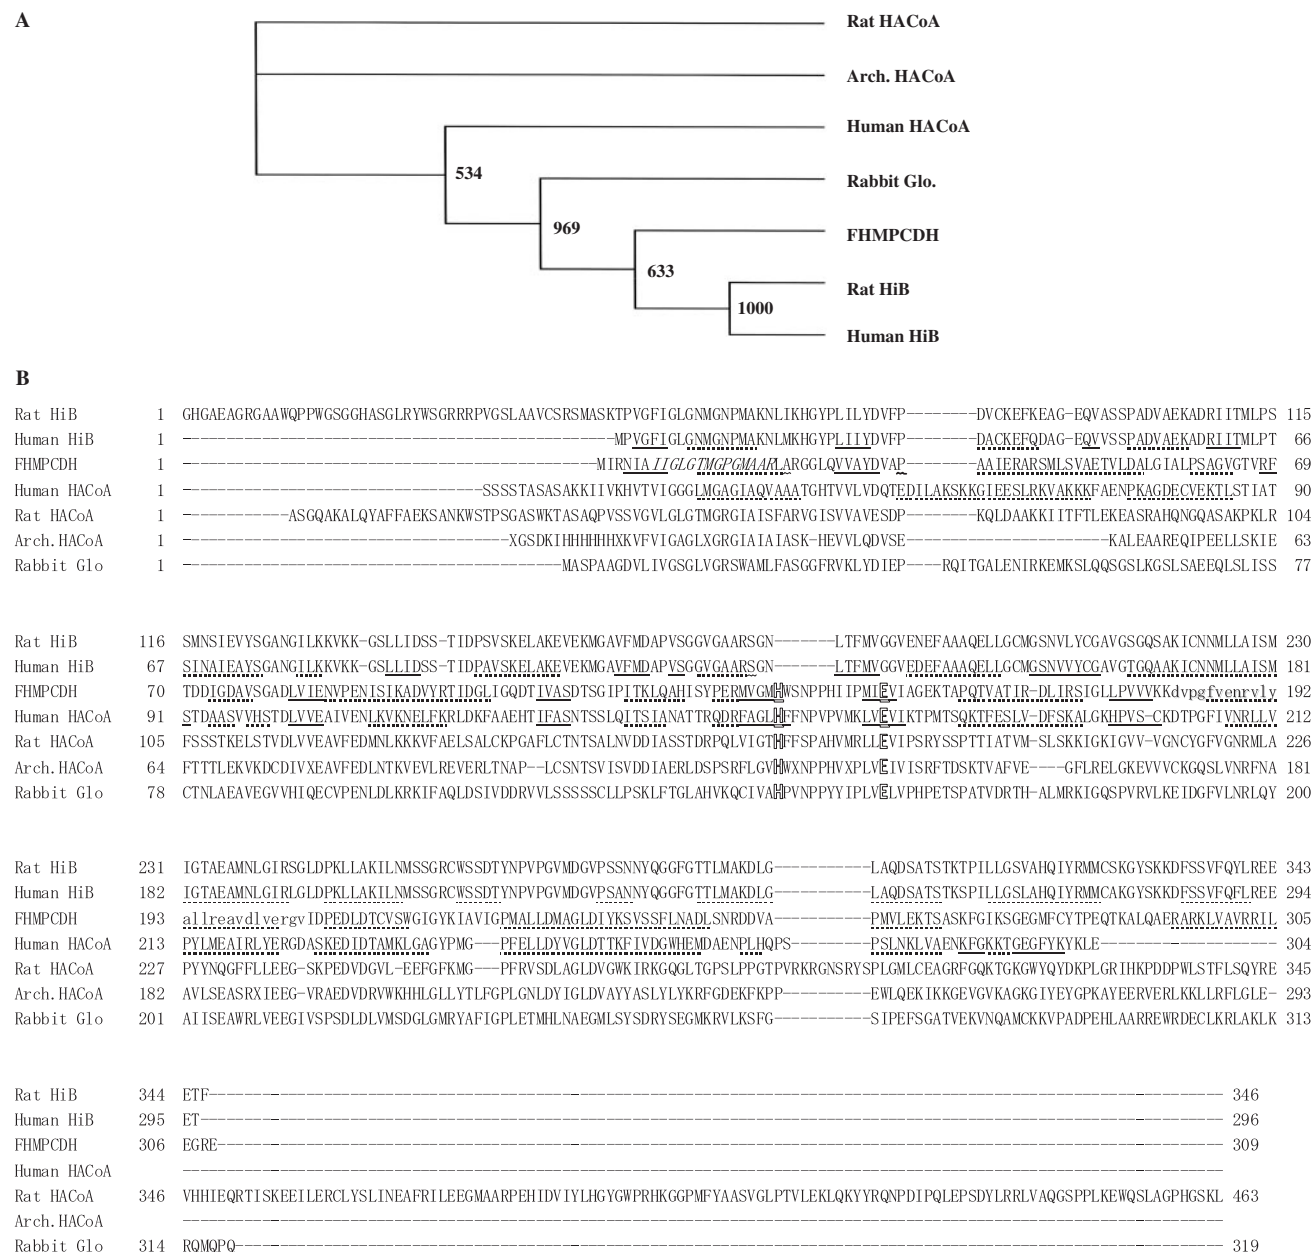 A
Rat HACoA
Arch. HACoA
Human HACoA
534
Rabbit Glo.
969
FHMPCDH
633
Rat HiB
1000
Human HiB
B
Rat HiB 1 GHGAEAGRGAAWQPPWGSGGHASGLRYWSGRRRPVGSLAAVCSRSMASKTPVGFIGLGNMGNPMAKNLIKHGYPLILYDVFP--------DVCKEFKEAG-EQVASSPADVAEKADRIITMLPS 115
Human HiB 1 -------------------------------------------------MPVGFIGLGNMGNPMAKNLMKHGYPLIIYDVFP--------DACKEFQDAG-EQVVSSPADVAEKADRIITMLPT 66
FHMPCDH 1 -----------------------------------------------MIRNIAIIGLGTMGPGMAARLARGGLQVVAYDVAP--------AAIERARSMLSVAETVLDALGIALPSAGVGTVRF 69
Human HACoA 1 ----------------------------------SSSSTASASAKKIIVKHVTVIGGGLMGAGIAQVAAATGHTVVLVDQTEDILAKSKKGIEESLRKVAKKKFAENPKAGDECVEKTLSTIAT 90
Rat HACoA 1 ------------ASGQAKALQYAFFAEKSANKWSTPSGASWKTASAQPVSSVGVLGLGTMGRGIAISFARVGISVVAVESDP--------KQLDAAKKIITFTLEKEASRAHQNGQASAKPKLR 104
Arch.HACoA 1 -------------------------------------XGSDKIHHHHHHXKVFVIGAGLXGRGIAIAIASK-HEVVLQDVSE-----------------------KALEAAREQIPEELLSKIE 63
Rabbit Glo 1 -------------------------------------------MASPAAGDVLIVGSGLVGRSWAMLFASGGFRVKLYDIEP----RQITGALENIRKEMKSLQQSGSLKGSLSAEEQLSLISS 77
Rat HiB 116 SMNSIEVYSGANGILKKVKK-GSLLIDSS-TIDPSVSKELAKEVEKMGAVFMDAPVSGGVGAARSGN-------LTFMVGGVENEFAAAQELLGCMGSNVLYCGAVGSGQSAKICNNMLLAISM 230
Human HiB 67 SINAIEAYSGANGILKKVKK-GSLLIDSS-TIDPAVSKELAKEVEKMGAVFMDAPVSGGVGAARSGN-------LTFMVGGVEDEFAAAQELLGCMGSNVVYCGAVGTGQAAKICNNMLLAISM 181
FHMPCDH 70 TDDIGDAVSGADLVIENVPENISIKADVYRTIDGLIGQDTIVASDTSGIPITKLQAHISYPERMVGMHWSNPPHIIPMIEVIAGEKTAPQTVATIR-DLIRSIGLLPVVVKKdvpgfvenrvly 192
Human HACoA 91 STDAASVVHSTDLVVEAIVENLKVKNELFKRLDKFAAEHTIFASNTSSLQITSIANATTRQDRFAGLHFFNPVPVMKLVEVIKTPMTSQKTFESLV-DFSKALGKHPVS-CKDTPGFIVNRLLV 212
Rat HACoA 105 FSSSTKELSTVDLVVEAVFEDMNLKKKVFAELSALCKPGAFLCTNTSALNVDDIASSTDRPQLVIGTHFFSPAHVMRLLEVIPSRYSSPTTIATVM-SLSKKIGKIGVV-VGNCYGFVGNRMLA 226
Arch.HACoA 64 FTTTLEKVKDCDIVXEAVFEDLNTKVEVLREVERLTNAP--LCSNTSVISVDDIAERLDSPSRFLGVHWXNPPHVXPLVEIVISRFTDSKTVAFVE----GFLRELGKEVVVCKGQSLVNRFNA 181
Rabbit Glo 78 CTNLAEAVEGVVHIQECVPENLDLKRKIFAQLDSIVDDRVVLSSSSSCLLPSKLFTGLAHVKQCIVAHPVNPPYYIPLVELVPHPETSPATVDRTH-ALMRKIGQSPVRVLKEIDGFVLNRLQY 200
Rat HiB 231 IGTAEAMNLGIRSGLDPKLLAKILNMSSGRCWSSDTYNPVPGVMDGVPSSNNYQGGFGTTLMAKDLG-----------LAQDSATSTKTPILLGSVAHQIYRMMCSKGYSKKDFSSVFQYLREE 343
Human HiB 182 IGTAEAMNLGIRLGLDPKLLAKILNMSSGRCWSSDTYNPVPGVMDGVPSANNYQGGFGTTLMAKDLG-----------LAQDSATSTKSPILLGSLAHQIYRMMCAKGYSKKDFSSVFQFLREE 294
FHMPCDH 193 allreavdlvergvIDPEDLDTCVSWGIGYKIAVIGPMALLDMAGLDIYKSVSSFLNADLSNRDDVA-----------PMVLEKTSASKFGIKSGEGMFCYTPEQTKALQAERARKLVAVRRIL 305
Human HACoA 213 PYLMEAIRLYERGDASKEDIDTAMKLGAGYPMG---PFELLDYVGLDTTKFIVDGWHEMDAENPLHQPS---------PSLNKLVAENKFGKKTGEGFYKYKLE-------------------- 304
Rat HACoA 227 PYYNQGFFLLEEG-SKPEDVDGVL-EEFGFKMG---PFRVSDLAGLDVGWKIRKGQGLTGPSLPPGTPVRKRGNSRYSPLGMLCEAGRFGQKTGKGWYQYDKPLGRIHKPDDPWLSTFLSQYRE 345
Arch.HACoA 182 AVLSEASRXIEEG-VRAEDVDRVWKHHLGLLYTLFGPLGNLDYIGLDVAYYASLYLYKRFGDEKFKPP----------EWLQEKIKKGEVGVKAGKGIYEYGPKAYEERVERLKKLLRFLGLE- 293
Rabbit Glo 201 AIISEAWRLVEEGIVSPSDLDLVMSDGLGMRYAFIGPLETMHLNAEGMLSYSDRYSEGMKRVLKSFG-----------SIPEFSGATVEKVNQAMCKKVPADPEHLAARREWRDECLKRLAKLK 313
Rat HiB 344 ETF------------------------------------------------------------------------------------------------------------------- 346
Human HiB 295 ET-------------------------------------------------------------------------------------------------------------------- 296
FHMPCDH 306 EGRE------------------------------------------------------------------------------------------------------------------ 309
Human HACoA ----------------------------------------------------------------------------------------------------------------------
Rat HACoA 346 VHHIEQRTISKEEILERCLYSLINEAFRILEEGMAARPEHIDVIYLHGYGWPRHKGGPMFYAASVGLPTVLEKLQKYYRQNPDIPQLEPSDYLRRLVAQGSPPLKEWQSLAGPHGSKL 463
Arch.HACoA ----------------------------------------------------------------------------------------------------------------------
Rabbit Glo 314 RQMQPQ---------------------------------------------------------------------------------------------------------------- 319